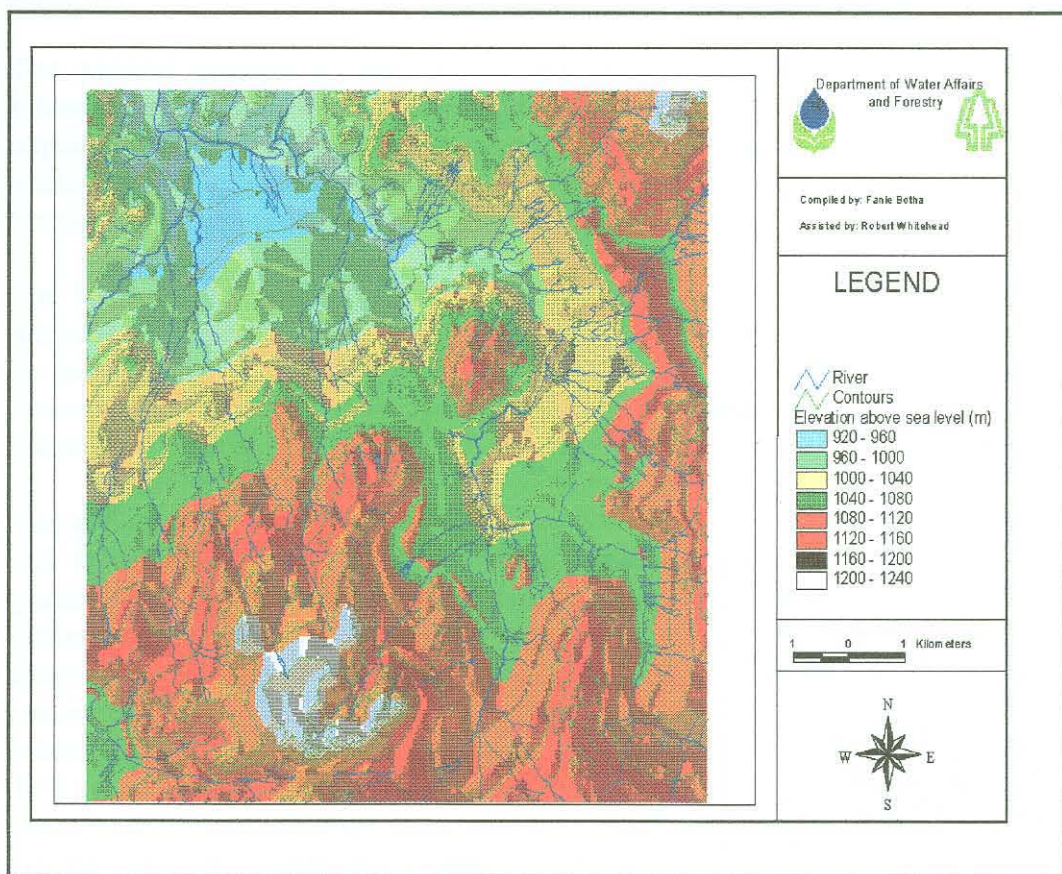 Department of Water Affairs
and Forestry
Compiled by: Fanie Botha
Assisted by: Robert Whitehead
LEGEND
River
Contours
Elevation above sea level (m)
920 - 960
960 - 1000
1000 - 1040
1040 - 1080
1080 - 1120
1120 - 1160
1160 - 1200
1200 - 1240
1 0 1 Kilometers
N
W E
S